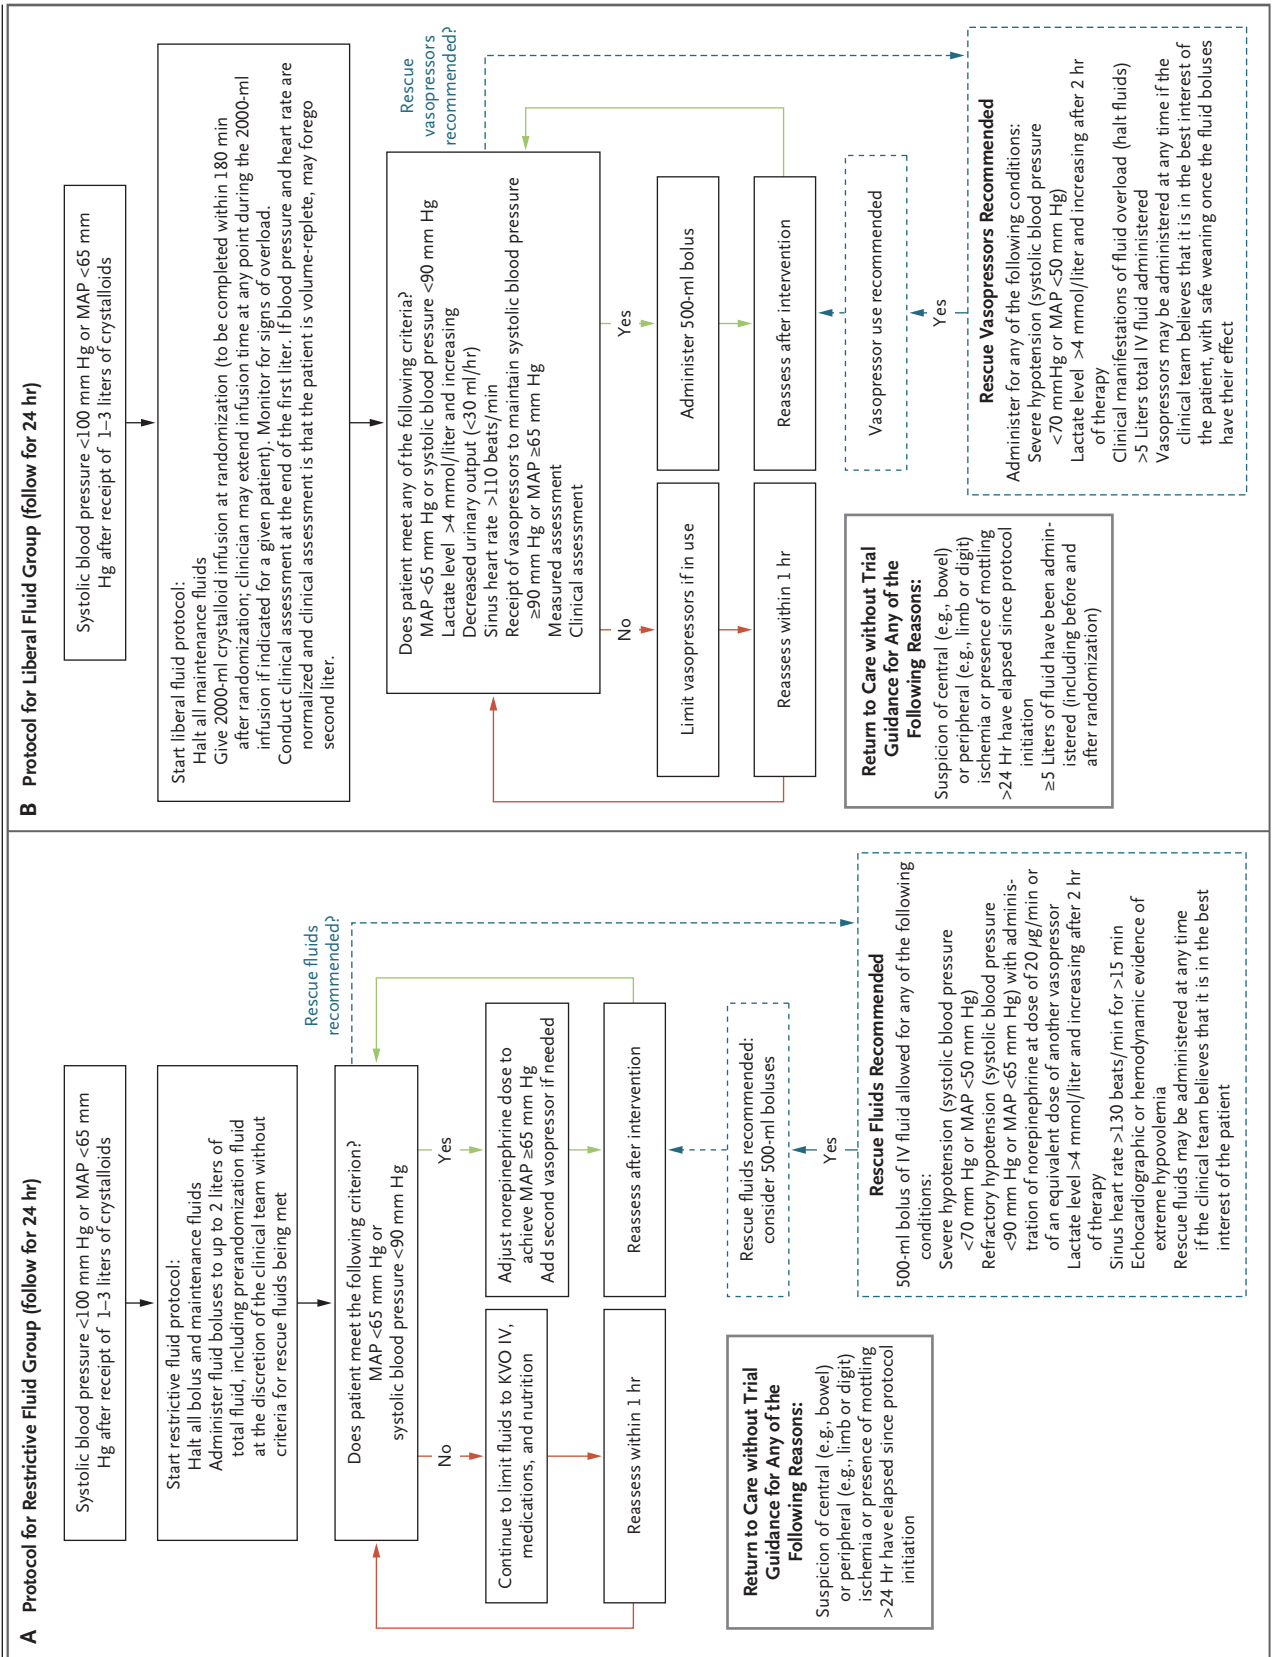 A Protocol for Restrictive Fluid Group (follow for 24 hr)
Systolic blood pressure <100 mm Hg or MAP <65 mm
Hg after receipt of 1–3 liters of crystalloids
Start restrictive fluid protocol:
Halt all bolus and maintenance fluids
Administer fluid boluses to up to 2 liters of
total fluid, including prerandomization fluid
at the discretion of the clinical team without
criteria for rescue fluids being met
Rescue fluids
recommended?
Does patient meet the following criterion?
MAP <65 mm Hg or
systolic blood pressure <90 mm Hg
No
Yes
Continue to limit fluids to KVO IV,
medications, and nutrition
Adjust norepinephrine dose to
achieve MAP ≥65 mm Hg
Add second vasopressor if needed
Reassess within 1 hr
Reassess after intervention
Rescue fluids recommended:
consider 500-ml boluses
Yes
Return to Care without Trial
Guidance for Any of the
Following Reasons:
Suspicion of central (e.g., bowel)
or peripheral (e.g., limb or digit)
ischemia or presence of mottling
>24 Hr have elapsed since protocol
initiation
Rescue Fluids Recommended
500-ml bolus of IV fluid allowed for any of the following
conditions:
Severe hypotension (systolic blood pressure
<70 mm Hg or MAP <50 mm Hg)
Refractory hypotension (systolic blood pressure
<90 mm Hg or MAP <65 mm Hg) with adminis-
tration of norepinephrine at dose of 20 µg/min or
of an equivalent dose of another vasopressor
Lactate level >4 mmol/liter and increasing after 2 hr
of therapy
Sinus heart rate >130 beats/min for >15 min
Echocardiographic or hemodynamic evidence of
extreme hypovolemia
Rescue fluids may be administered at any time
if the clinical team believes that it is in the best
interest of the patient
B Protocol for Liberal Fluid Group (follow for 24 hr)
Systolic blood pressure <100 mm Hg or MAP <65 mm
Hg after receipt of 1–3 liters of crystalloids
Start liberal fluid protocol:
Halt all maintenance fluids
Give 2000-ml crystalloid infusion at randomization (to be completed within 180 min
after randomization; clinician may extend infusion time at any point during the 2000-ml
infusion if indicated for a given patient). Monitor for signs of overload.
Conduct clinical assessment at the end of the first liter. If blood pressure and heart rate are
normalized and clinical assessment is that the patient is volume-replete, may forego
second liter.
Rescue
vasopressors
recommended?
Does patient meet any of the following criteria?
MAP <65 mm Hg or systolic blood pressure <90 mm Hg
Lactate level >4 mmol/liter and increasing
Decreased urinary output (<30 ml/hr)
Sinus heart rate >110 beats/min
Receipt of vasopressors to maintain systolic blood pressure
≥90 mm Hg or MAP ≥65 mm Hg
Measured assessment
Clinical assessment
No
Yes
Limit vasopressors if in use
Administer 500-ml bolus
Reassess within 1 hr
Reassess after intervention
Vasopressor use recommended
Yes
Return to Care without Trial
Guidance for Any of the
Following Reasons:
Suspicion of central (e.g., bowel)
or peripheral (e.g., limb or digit)
ischemia or presence of mottling
>24 Hr have elapsed since protocol
initiation
≥5 Liters of fluid have been admin-
istered (including before and
after randomization)
Rescue Vasopressors Recommended
Administer for any of the following conditions:
Severe hypotension (systolic blood pressure
<70 mmHg or MAP <50 mm Hg)
Lactate level >4 mmol/liter and increasing after 2 hr
of therapy
Clinical manifestations of fluid overload (halt fluids)
>5 Liters total IV fluid administered
Vasopressors may be administered at any time if the
clinical team believes that it is in the best interest of
the patient, with safe weaning once the fluid boluses
have their effect